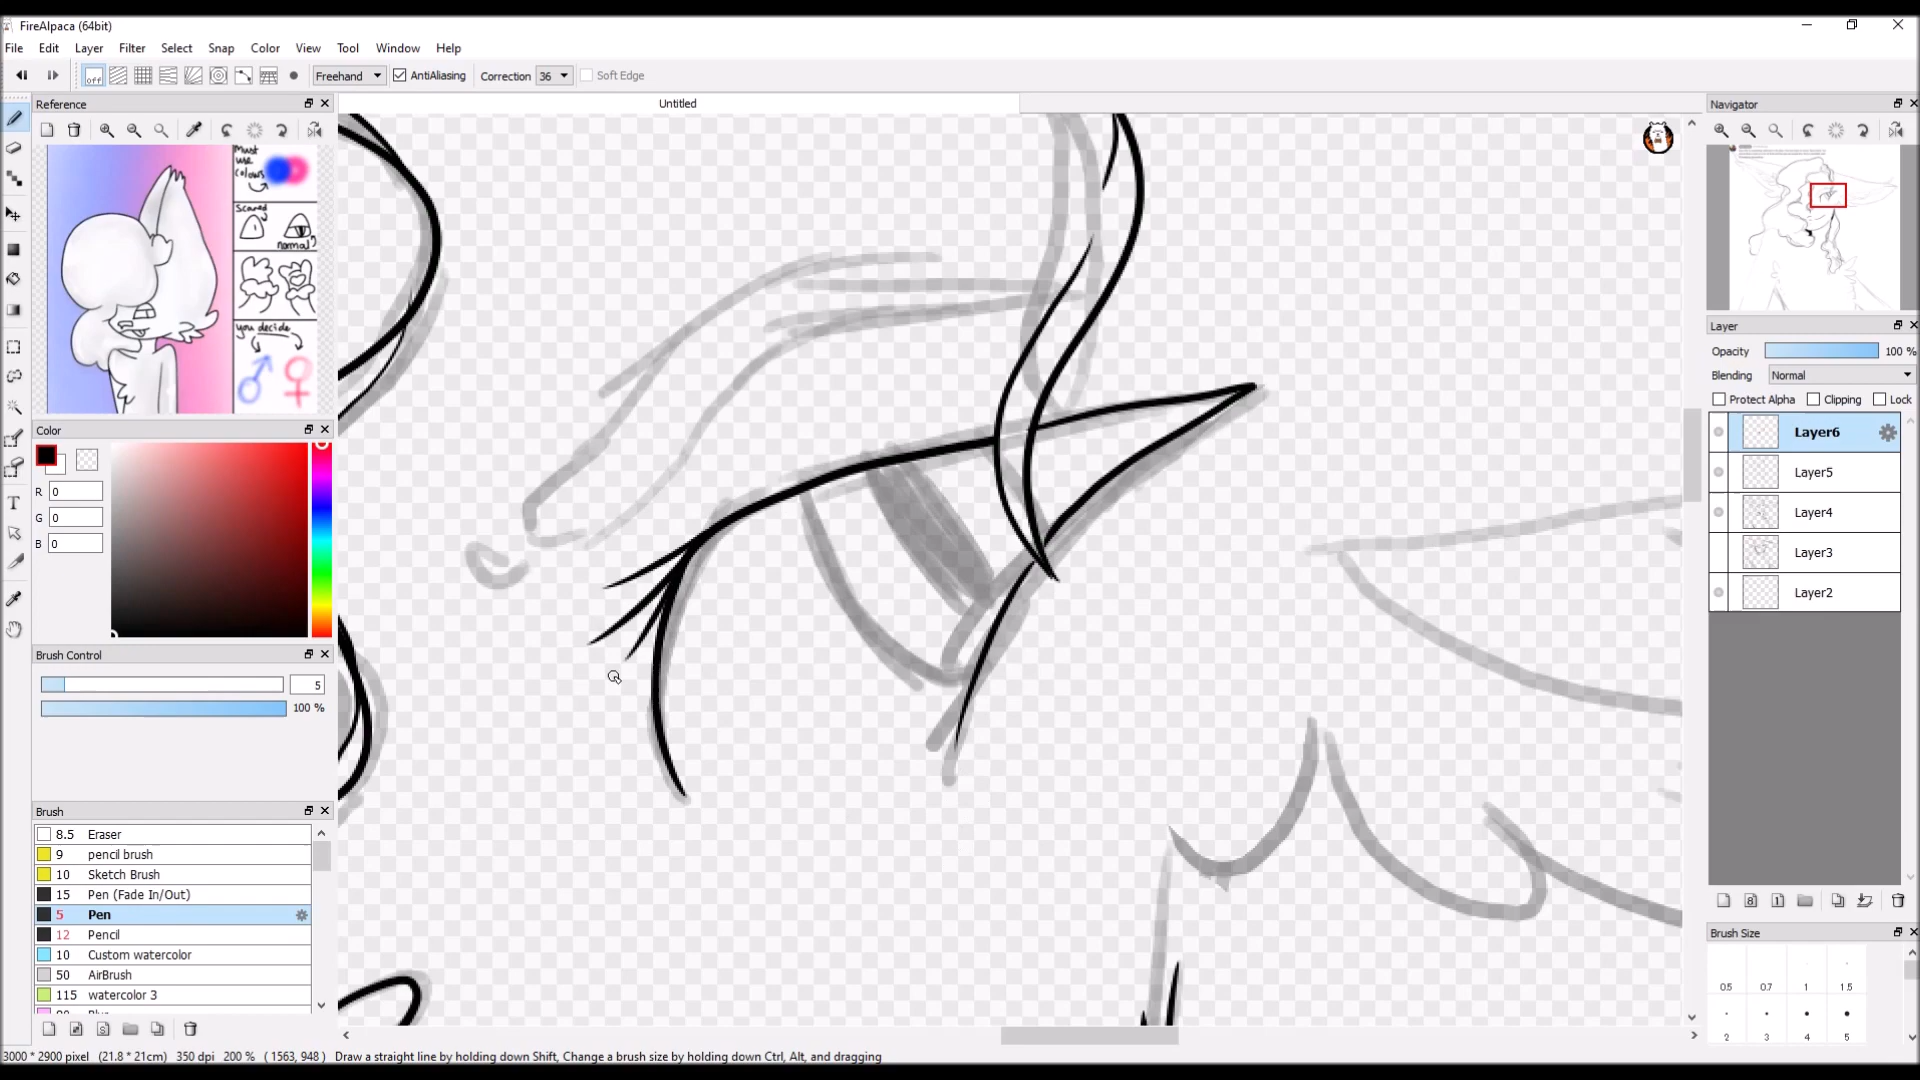 FireAlpaca (64bit)
File Edit Layer Filter Select Snap Color View Tool Window Help
off Freehand AntiAliasing Correction 36 Soft Edge
Reference
Untitled
Navigator
Must
use
colours
Scared
normal
you decide
Layer
Opacity 100 %
Blending Normal
Protect Alpha Clipping Lock
Layer6
Layer5
Layer4
Layer3
Layer2
Color
R 0
G 0
B 0
Brush Control
5
100 %
Brush
8.5 Eraser
9 pencil brush
10 Sketch Brush
15 Pen (Fade In/Out)
5 Pen
12 Pencil
10 Custom watercolor
50 AirBrush
115 watercolor 3
Brush Size
0.5 0.7 1 1.5
2 3 4 5
3000 * 2900 pixel (21.8 * 21cm) 350 dpi 200 % ( 1563, 948 ) Draw a straight line by holding down Shift, Change a brush size by holding down Ctrl, Alt, and dragging